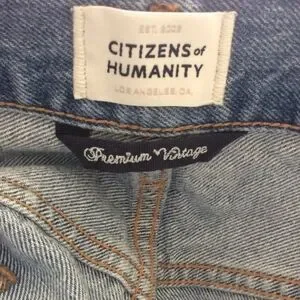 EST. 2003
CITIZENS of
HUMANITY
LOS ANGELES, CA.
Premium Vintage